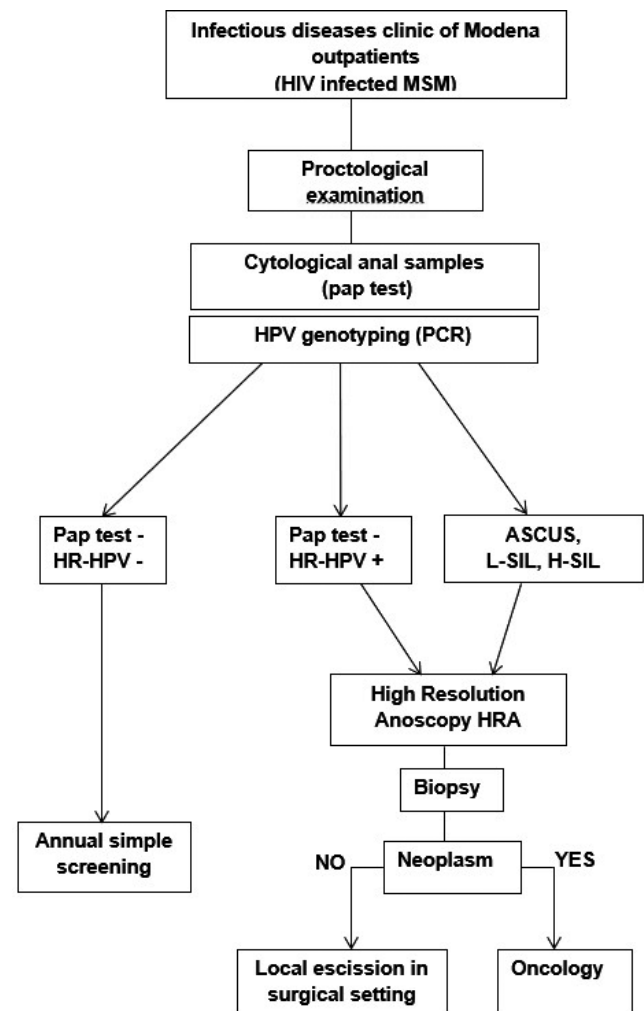 Infectious diseases clinic of Modena
outpatients
(HIV infected MSM)
Proctological
examination
Cytological anal samples
(pap test)
HPV genotyping (PCR)
Pap test -
HR-HPV -
Pap test -
HR-HPV +
ASCUS,
L-SIL, H-SIL
High Resolution
Anoscopy HRA
Biopsy
Annual simple
screening
NO
Neoplasm
YES
Local escission in
surgical setting
Oncology